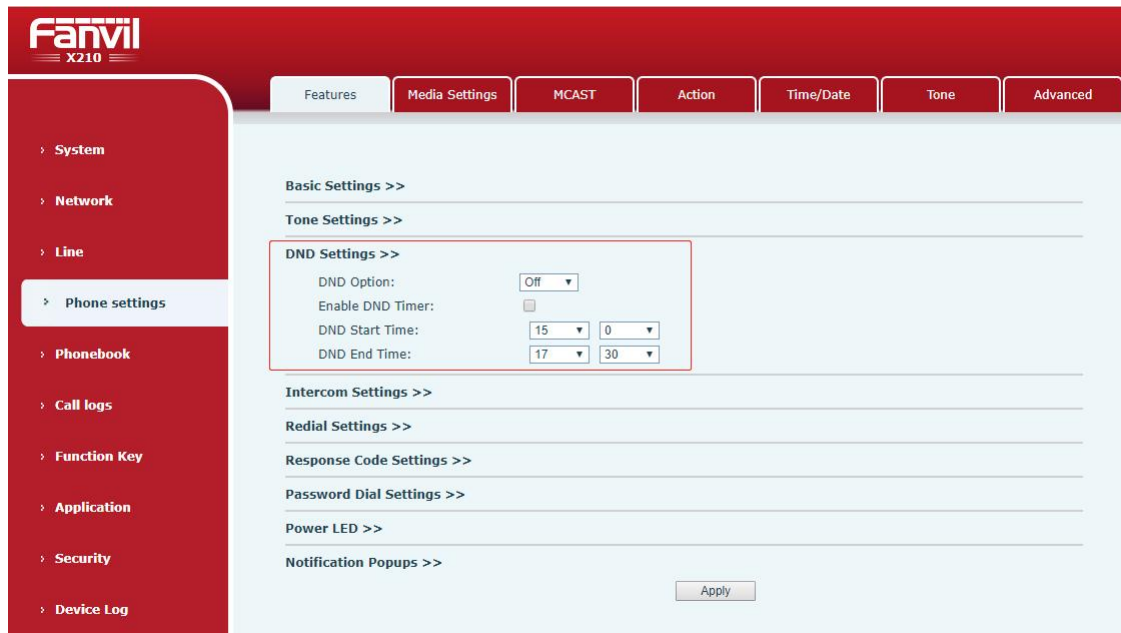 Fanvil
X210
Features Media Settings MCAST Action Time/Date Tone Advanced
› System
› Network
› Line
› Phone settings
› Phonebook
› Call logs
› Function Key
› Application
› Security
› Device Log
Basic Settings >>
Tone Settings >>
DND Settings >>
DND Option: Off
Enable DND Timer:
DND Start Time: 15 0
DND End Time: 17 30
Intercom Settings >>
Redial Settings >>
Response Code Settings >>
Password Dial Settings >>
Power LED >>
Notification Popups >>
Apply